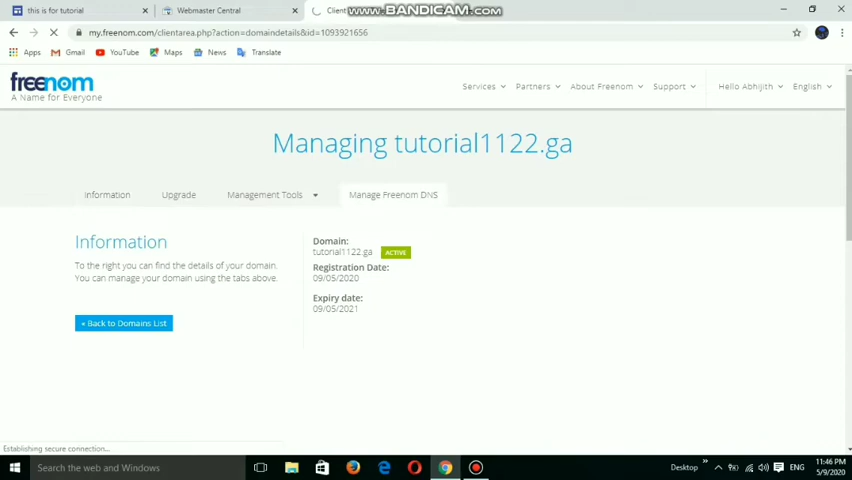 this is for tutorial
Webmaster Central
Client
www.BANDICAM.com
my.freenom.com/clientarea.php?action=domaindetails&id=1093921656
Apps
Gmail
YouTube
Maps
News
Translate
freenom
A Name for Everyone
Services
Partners
About Freenom
Support
Hello Abhijith
English
Managing tutorial1122.ga
Information
Upgrade
Management Tools
Manage Freenom DNS
Information
To the right you can find the details of your domain.
You can manage your domain using the tabs above.
« Back to Domains List
Domain:
tutorial1122.ga ACTIVE
Registration Date:
09/05/2020
Expiry date:
09/05/2021
Establishing secure connection...
Search the web and Windows
Desktop
ENG
11:46 PM
5/9/2020